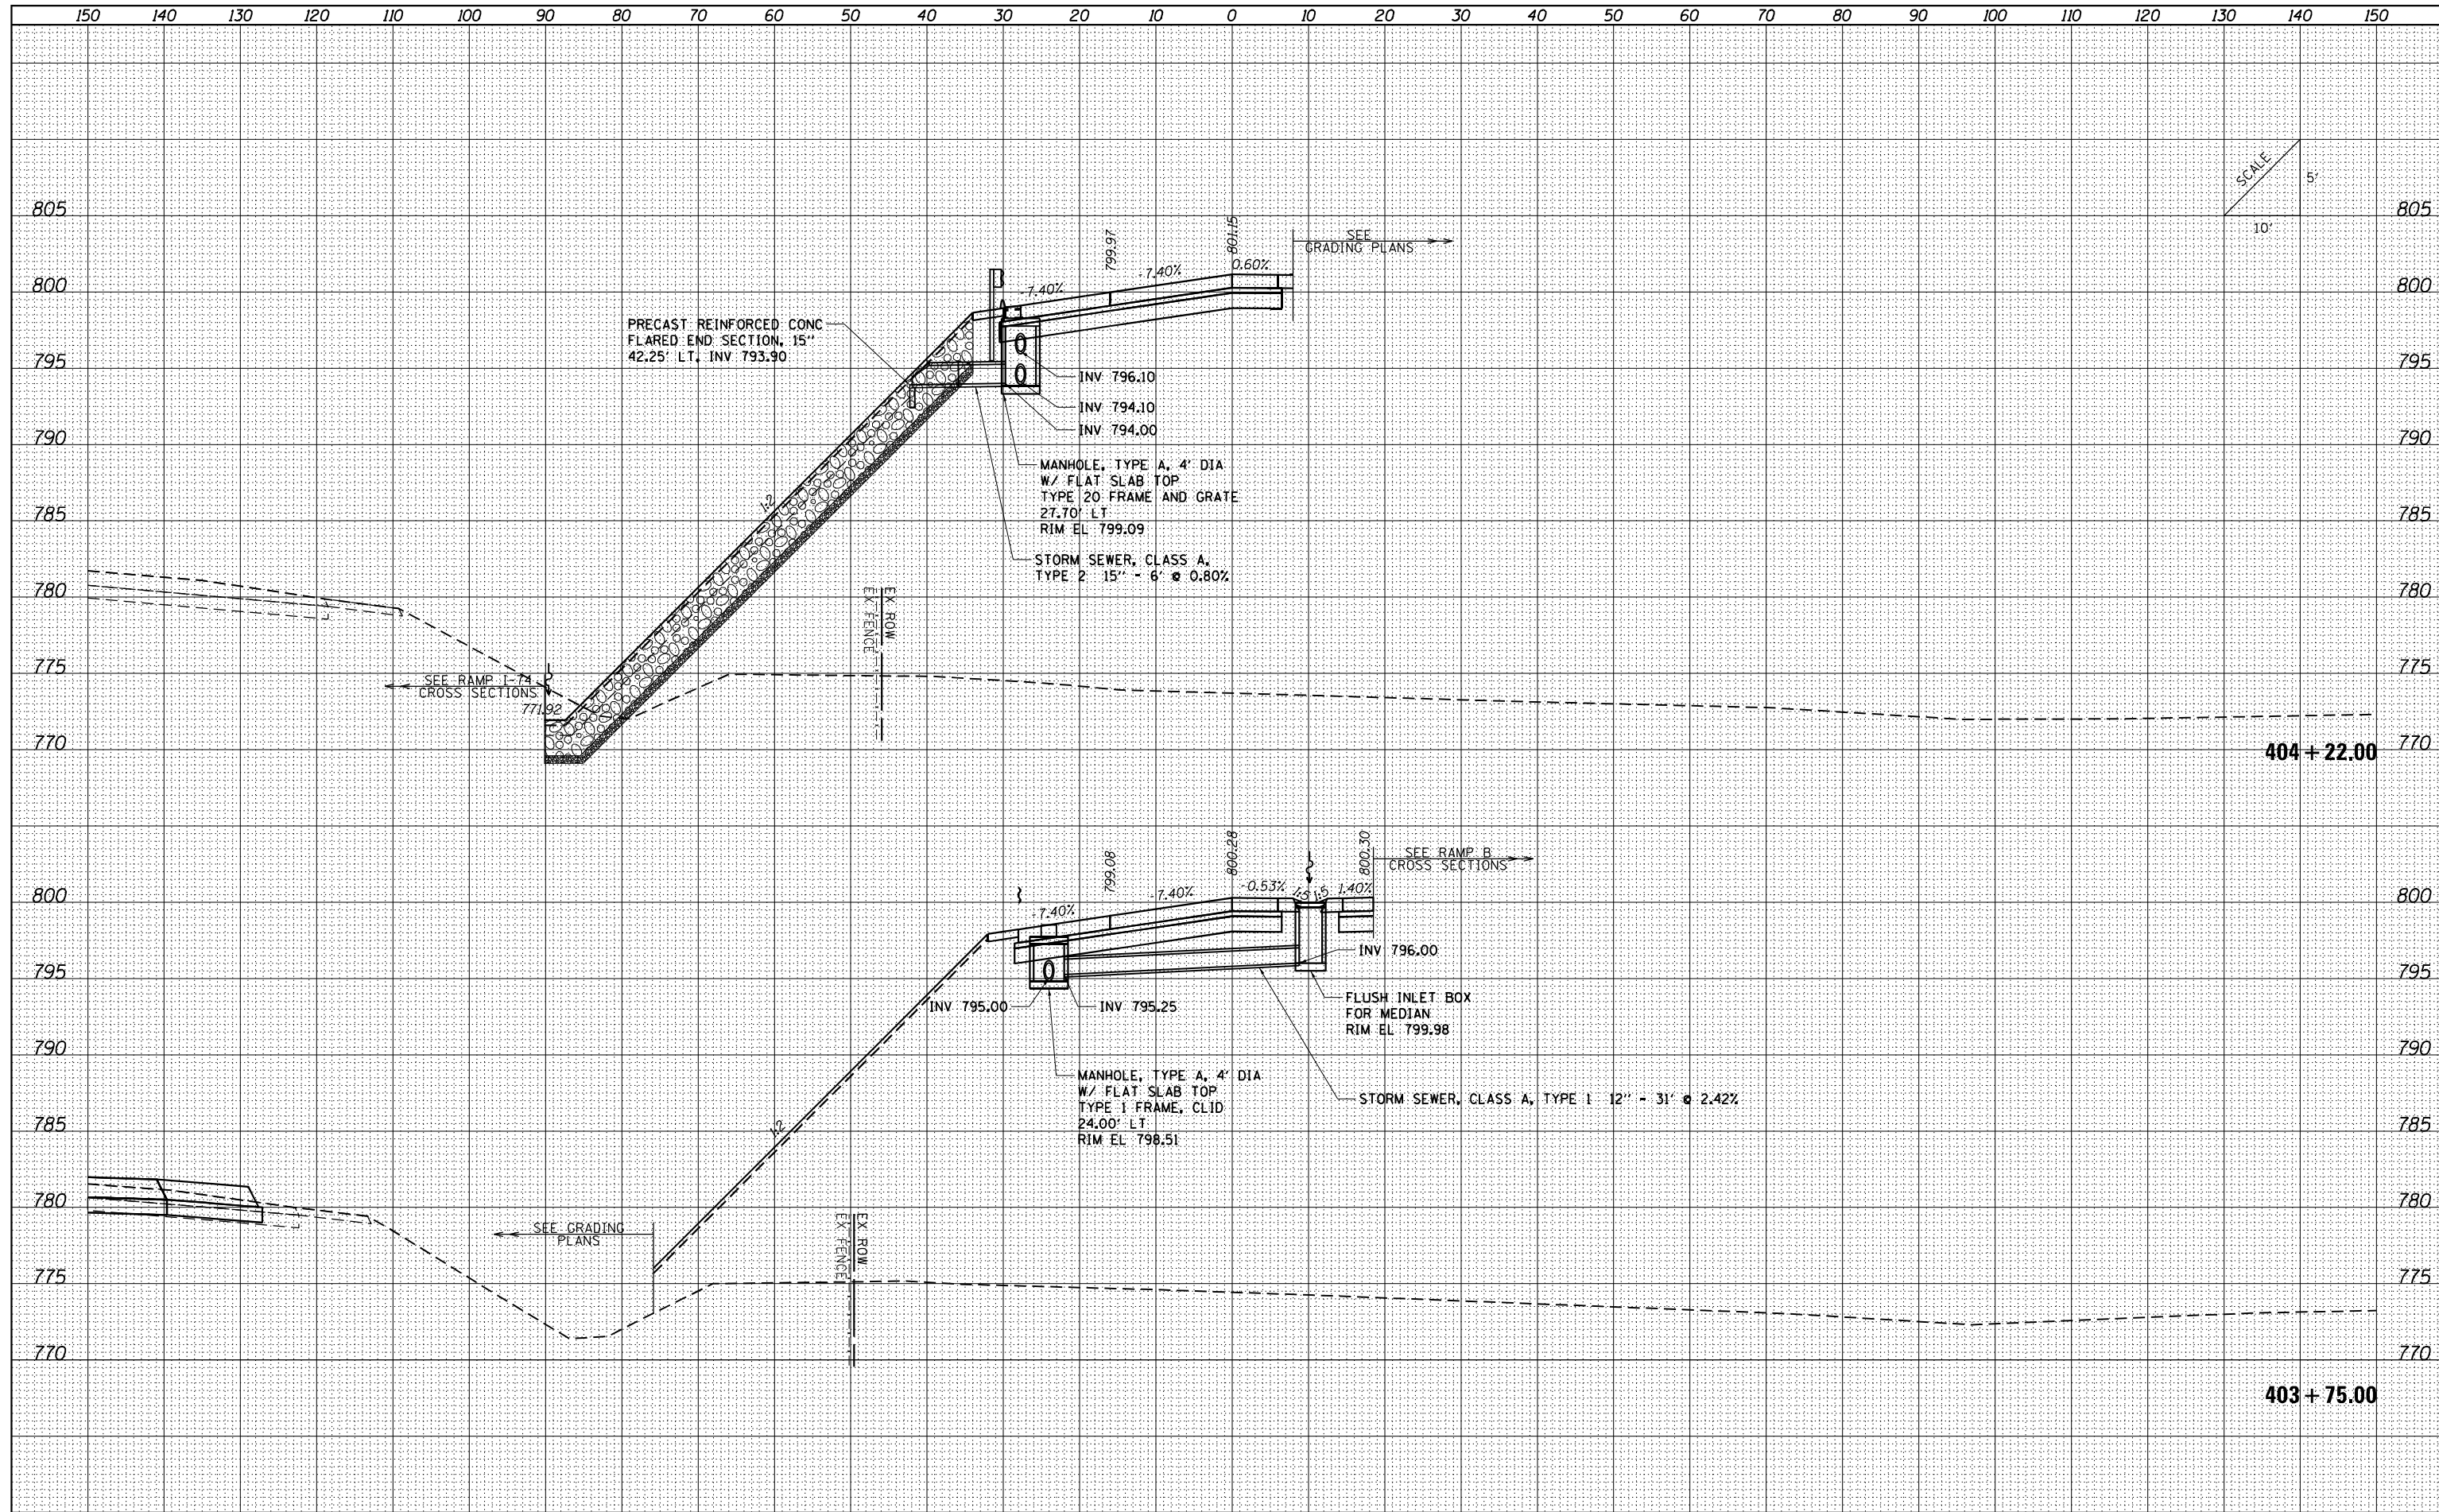 150 140 130 120 110 100 90 80 70 60 50 40 30 20 10 0 10 20 30 40 50 60 70 80 90 100 110 120 130 140 150
SCALE
5'
10'
805 805
801.15
799.97
SEE
GRADING PLANS
0.60%
-7.40%
-7.40%
800 800
PRECAST REINFORCED CONC
FLARED END SECTION, 15"
42.25' LT, INV 793.90
795 795
INV 796.10
INV 794.10
INV 794.00
790 790
MANHOLE, TYPE A, 4' DIA
W/ FLAT SLAB TOP
TYPE 20 FRAME AND GRATE
27.70' LT
RIM EL 799.09
1:2
785 785
STORM SEWER, CLASS A,
TYPE 2 15" - 6' @ 0.80%
780 780
EX ROW
EX FENCE
775 775
SEE RAMP I-74
CROSS SECTIONS
771.92
770 770
404 + 22.00
800.28
799.08
800.30
SEE RAMP B
CROSS SECTIONS
-0.53%
1:5
1:5
1.40%
-7.40%
-7.40%
800 800
795 795
INV 796.00
INV 795.00
INV 795.25
FLUSH INLET BOX
FOR MEDIAN
RIM EL 799.98
790 790
MANHOLE, TYPE A, 4' DIA
W/ FLAT SLAB TOP
TYPE 1 FRAME, CLID
24.00' LT
RIM EL 798.51
STORM SEWER, CLASS A, TYPE 1 12" - 31' @ 2.42%
1:2
785 785
780 780
SEE GRADING
PLANS
EX ROW
EX FENCE
775 775
770 770
403 + 75.00